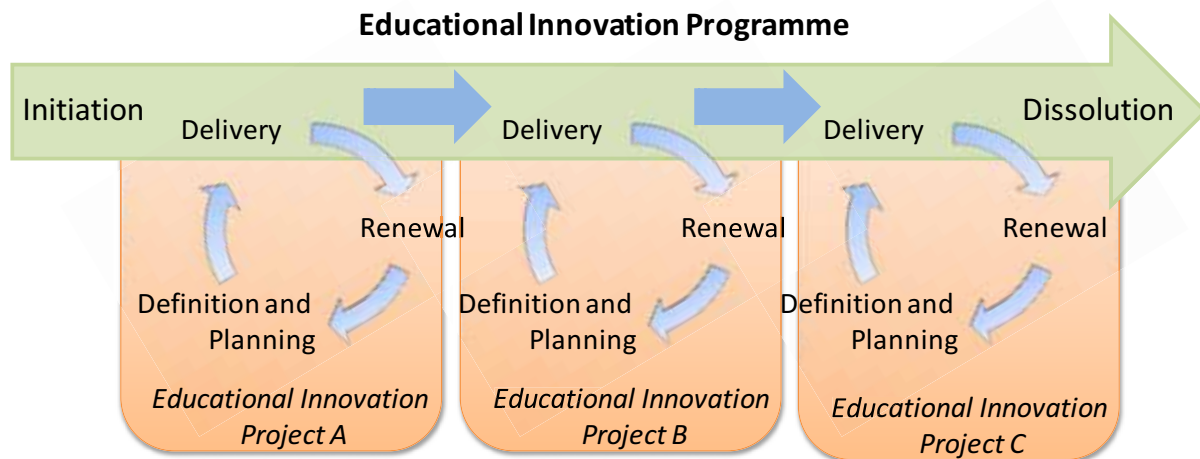 Educational Innovation Programme
Initiation
Dissolution
Delivery
Renewal
Definition and
Planning
Educational Innovation
Project A
Delivery
Renewal
Definition and
Planning
Educational Innovation
Project B
Delivery
Renewal
Definition and
Planning
Educational Innovation
Project C